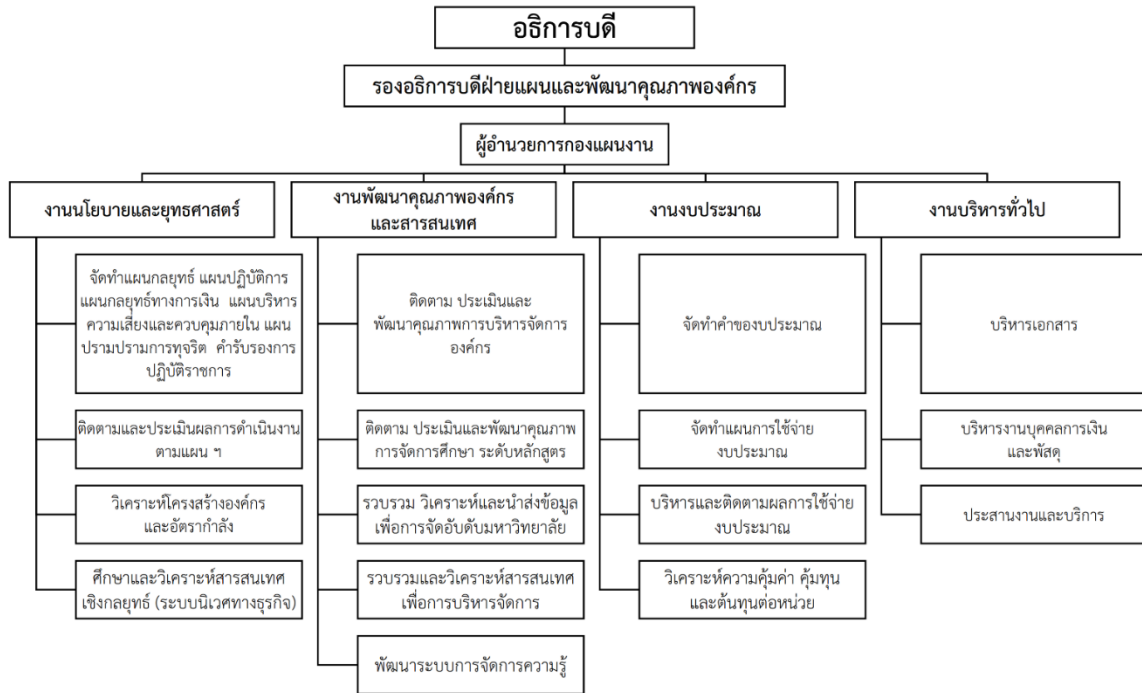 อธิการบดี
รองอธิการบดีฝ่ายแผนและพัฒนาคุณภาพองค์กร
ผู้อำนวยการกองแผนงาน
งานนโยบายและยุทธศาสตร์
จัดทำแผนกลยุทธ์ แผนปฏิบัติการ
แผนกลยุทธ์ทางการเงิน แผนบริหาร
ความเสี่ยงและควบคุมภายใน แผน
ปรามปรามการทุจริต คำรับรองการ
ปฏิบัติราชการ
ติดตามและประเมินผลการดำเนินงาน
ตามแผน ฯ
วิเคราะห์โครงสร้างองค์กร
และอัตรากำลัง
ศึกษาและวิเคราะห์สารสนเทศ
เชิงกลยุทธ์ (ระบบนิเวศทางธุรกิจ)
งานพัฒนาคุณภาพองค์กร
และสารสนเทศ
ติดตาม ประเมินและ
พัฒนาคุณภาพการบริหารจัดการ
องค์กร
ติดตาม ประเมินและพัฒนาคุณภาพ
การจัดการศึกษา ระดับหลักสูตร
รวบรวม วิเคราะห์และนำส่งข้อมูล
เพื่อการจัดอับดับมหาวิทยาลัย
รวบรวมและวิเคราะห์สารสนเทศ
เพื่อการบริหารจัดการ
พัฒนาระบบการจัดการความรู้
งานงบประมาณ
จัดทำคำของบประมาณ
จัดทำแผนการใช้จ่าย
งบประมาณ
บริหารและติดตามผลการใช้จ่าย
งบประมาณ
วิเคราะห์ความคุ้มค่า คุ้มทุน
และต้นทุนต่อหน่วย
งานบริหารทั่วไป
บริหารเอกสาร
บริหารงานบุคคลการเงิน
และพัสดุ
ประสานงานและบริการ